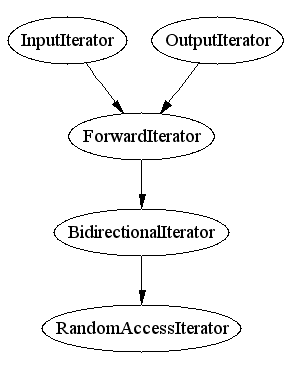 InputIterator
OutputIterator
ForwardIterator
BidirectionalIterator
RandomAccessIterator